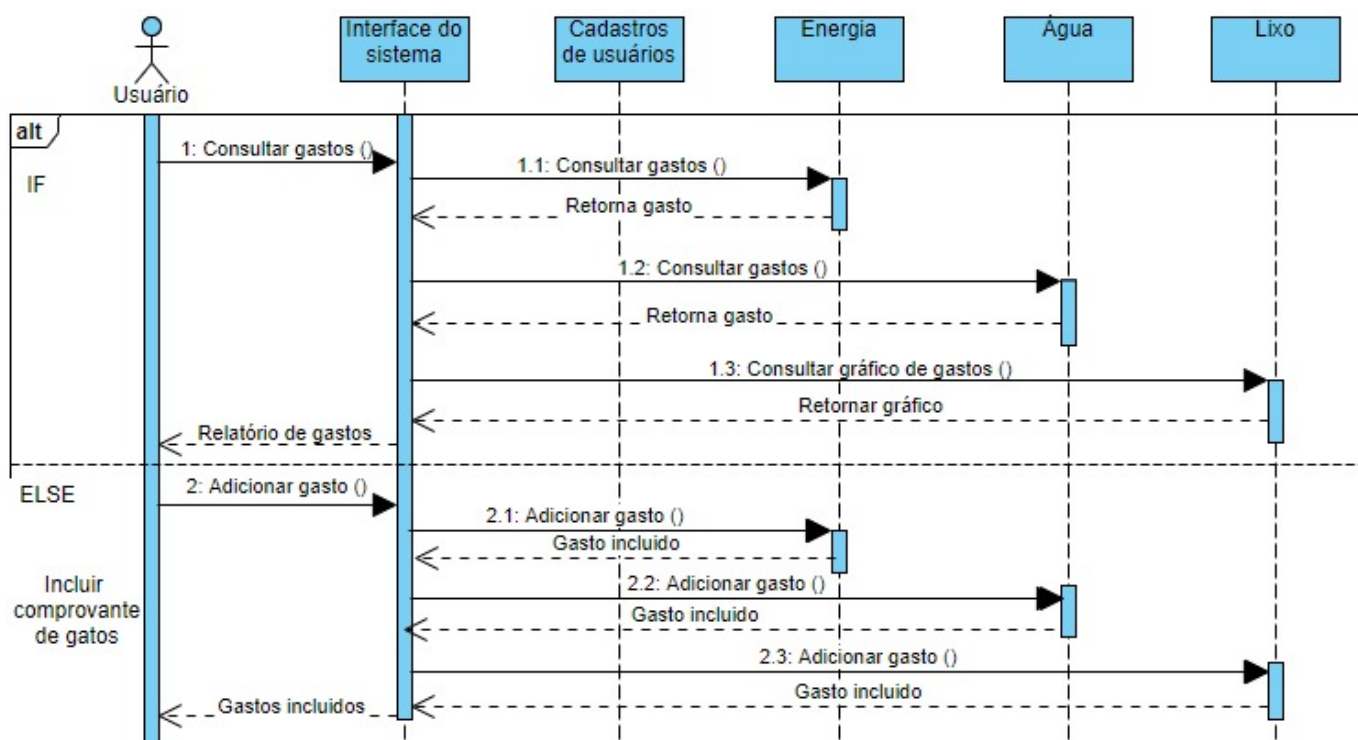 Usuário
Interface do
sistema
Cadastros
de usuários
Energia
Água
Lixo
alt
IF
1: Consultar gastos ()
1.1: Consultar gastos ()
Retorna gasto
1.2: Consultar gastos ()
Retorna gasto
1.3: Consultar gráfico de gastos ()
Retornar gráfico
Relatório de gastos
ELSE
2: Adicionar gasto ()
2.1: Adicionar gasto ()
Gasto incluido
Incluir
comprovante
de gatos
2.2: Adicionar gasto ()
Gasto incluido
2.3: Adicionar gasto ()
Gasto incluido
Gastos incluidos